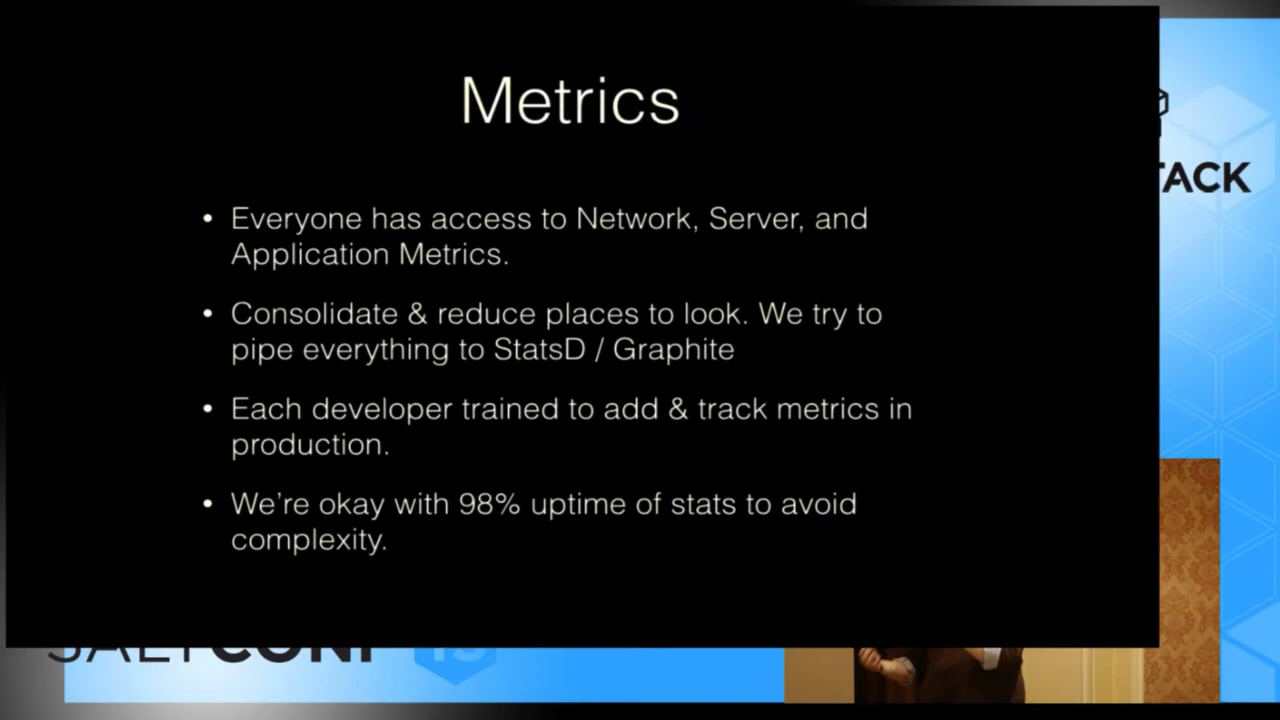 Metrics
• Everyone has access to Network, Server, and
Application Metrics.
• Consolidate & reduce places to look. We try to
pipe everything to StatsD / Graphite
• Each developer trained to add & track metrics in
production.
• We're okay with 98% uptime of stats to avoid
complexity.
TACK
SALTCONF 15